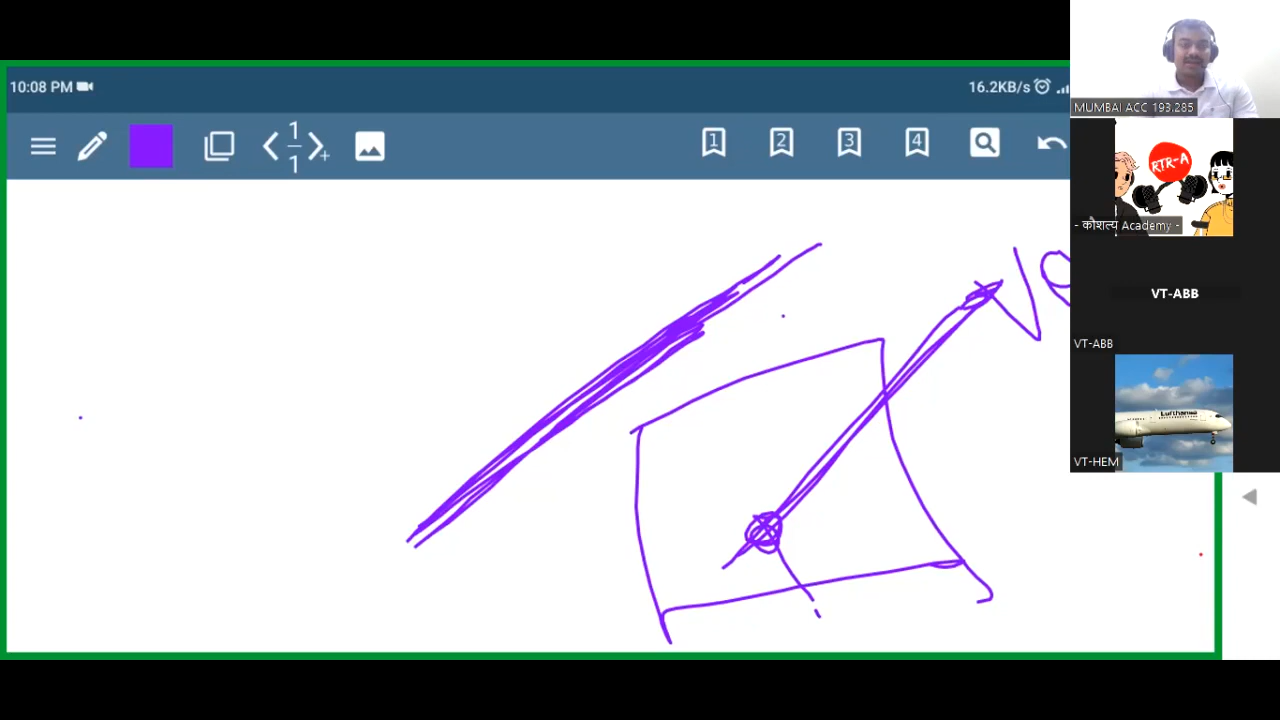 10:08 PM
16.2KB/s
1
1
1
2
3
4
MUMBAI ACC 193.285
RTR-A
- कौशल्य Academy -
VT-ABB
VT-ABB
Lufthansa
VT-HEM